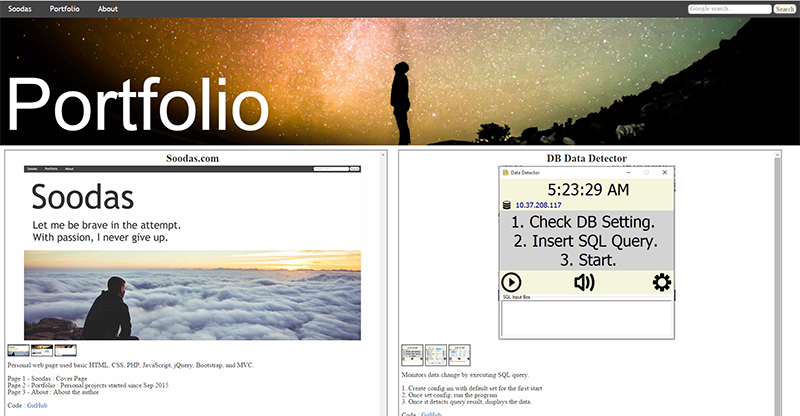 Soodas Portfolio About Google search... Search
Portfolio
Soodas.com
Soodas Portfolio About
Soodas
Let me be brave in the attempt.
With passion, I never give up.
Personal web page used basic HTML, CSS, PHP, JavaScript, jQuery, Bootstrap, and MVC.
Page 1 - Soodas : Cover Page
Page 2 - Portfolio : Personal projects started since Sep 2015
Page 3 - About : About the author
Code : GitHub
DB Data Detector
Data Detector
5:23:29 AM
10.37.208.117
1. Check DB Setting.
2. Insert SQL Query.
3. Start.
SQL Input Box
Monitors data change by executing SQL query.
1. Create config.ini with default set for the first start
2. Once set config, run the program
3. Once it detacts query result, displays the data.
Code : GitHub